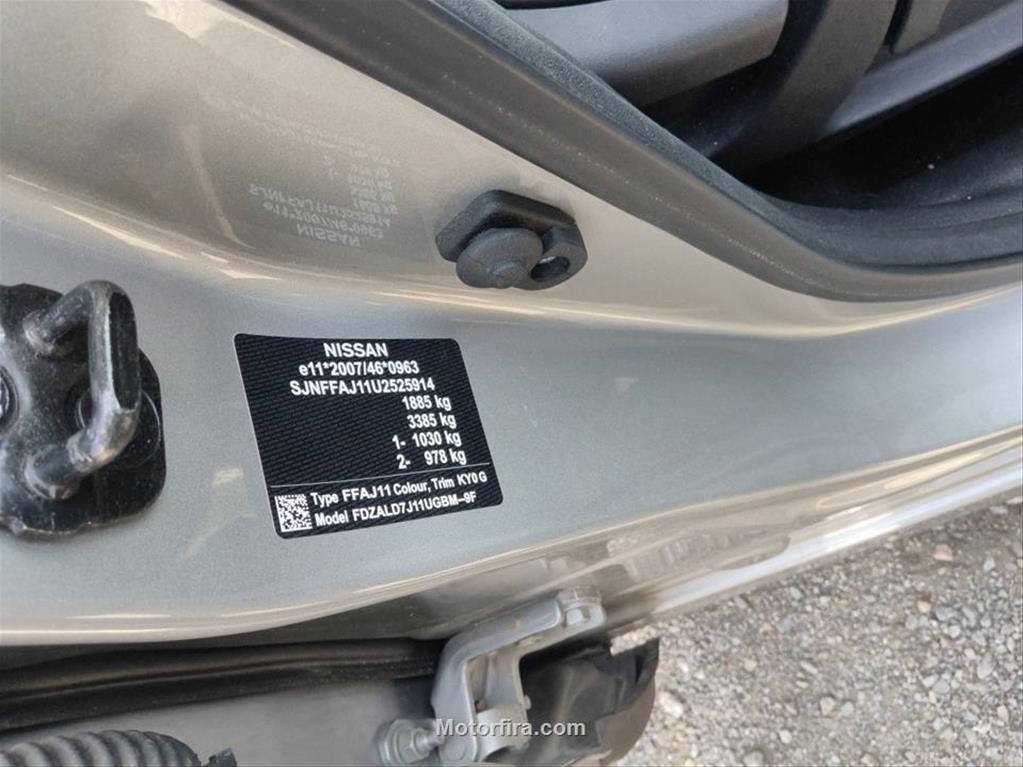 NISSAN
e11*2007/46*0963
SJNFFAJ11U2525914
1885 kg
3385 kg
1- 1030 kg
2- 978 kg
Type FFAJ11 Colour, Trim KY0 G
Model FDZALD7J11UGBM-9F
Motorfira.com